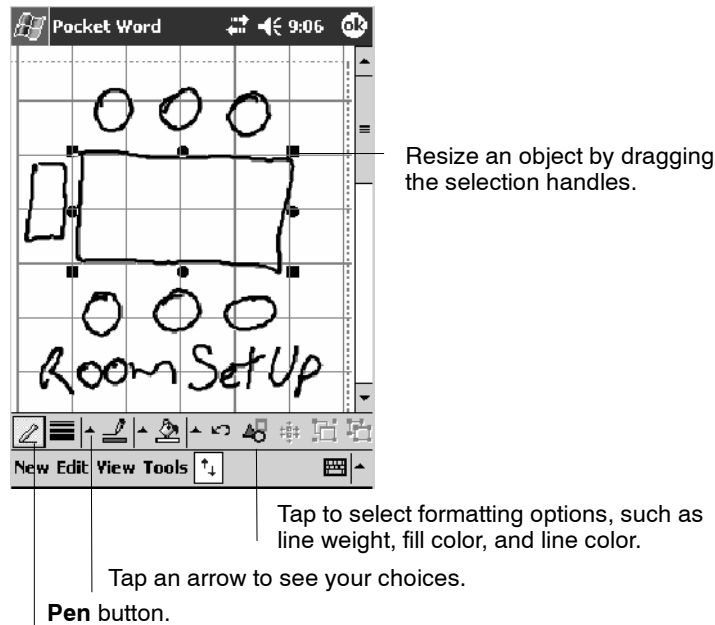 Pocket Word 9:06 ok
Resize an object by dragging
the selection handles.
Room SetUp
New Edit View Tools
Tap to select formatting options, such as
line weight, fill color, and line color.
Tap an arrow to see your choices.
Pen button.